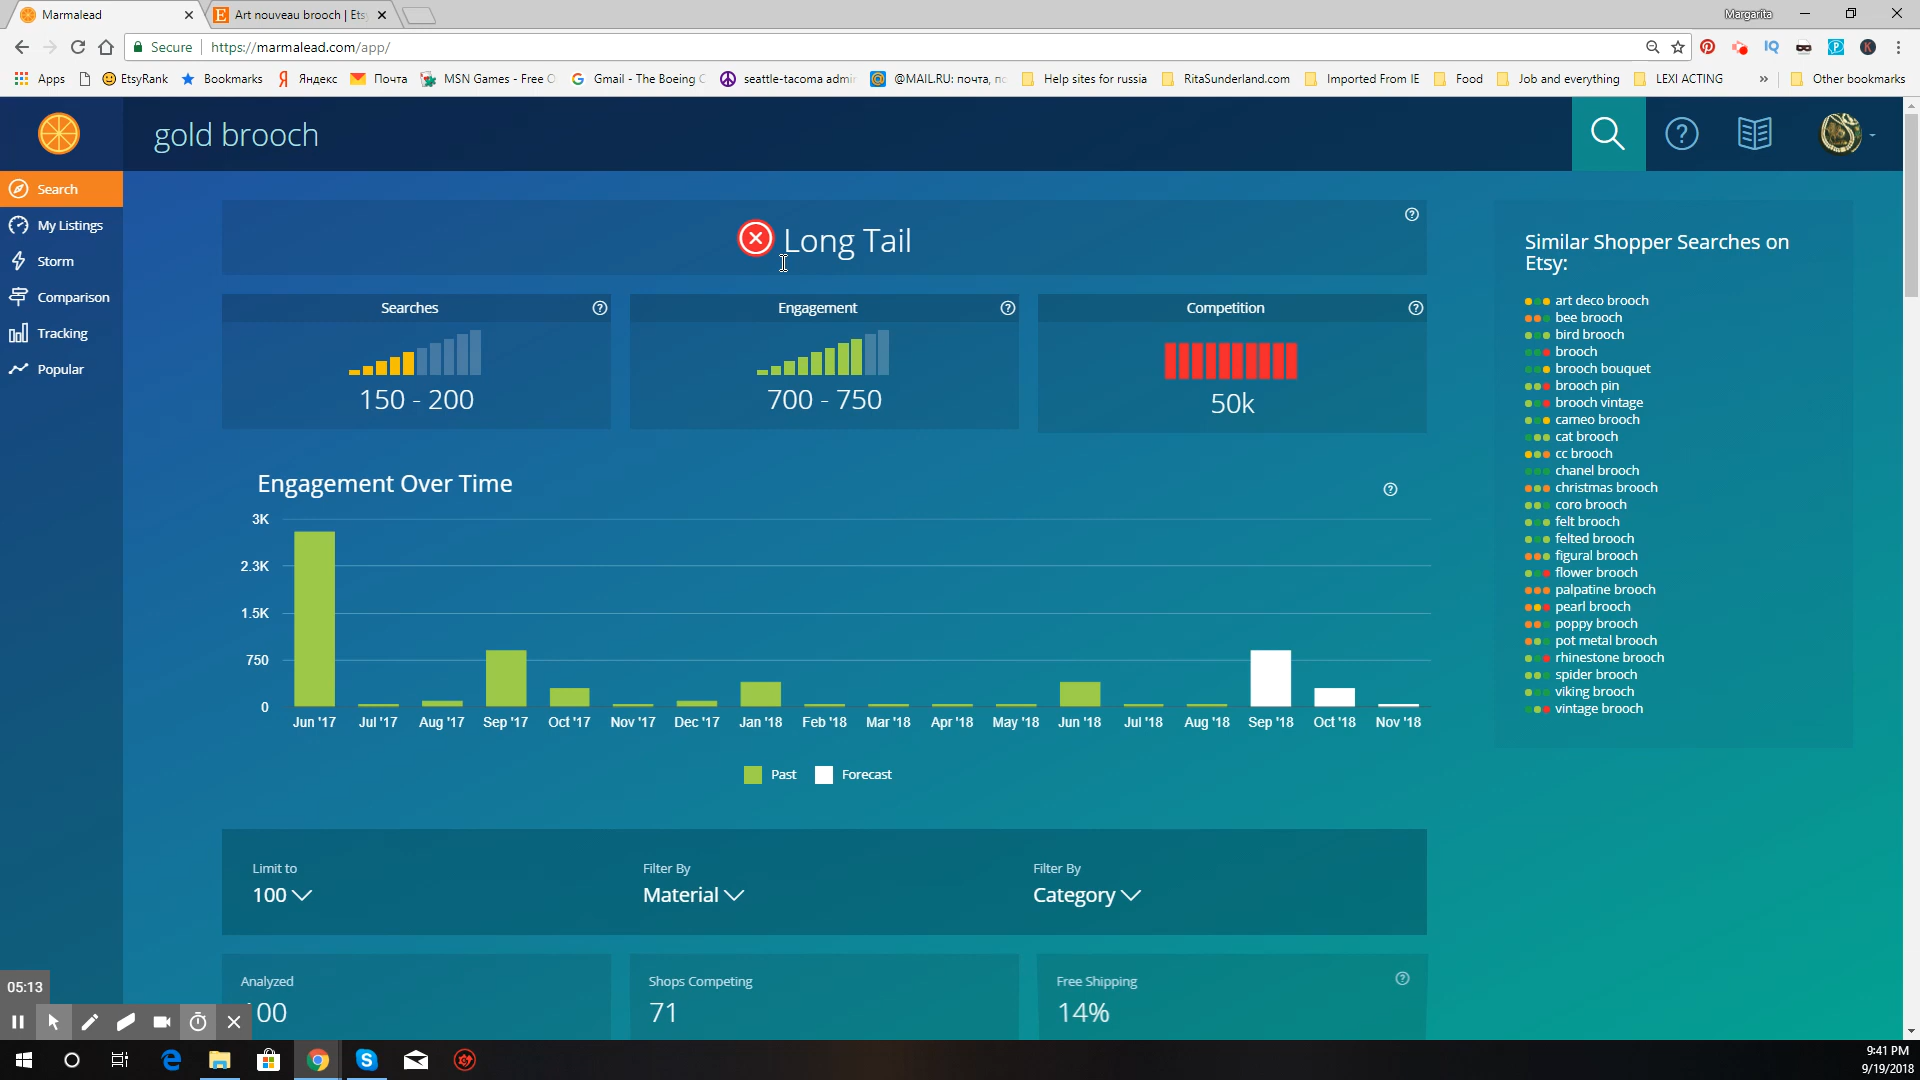 Marmalead
Art nouveau brooch | Ets
Margarita
Secure
https://marmalead.com/app/
Apps
EtsyRank
Bookmarks
Яндекс
Почта
MSN Games - Free O
Gmail - The Boeing C
seattle-tacoma admi
@MAIL.RU: почта, по
Help sites for russia
RitaSunderland.com
Imported From IE
Food
Job and everything
LEXI ACTING
»
Other bookmarks
gold brooch
Search
My Listings
Storm
Comparison
Tracking
Popular
Long Tail
Searches
150 - 200
Engagement
700 - 750
Competition
50k
Engagement Over Time
3K
2.3K
1.5K
750
0
Jun '17 Jul '17 Aug '17 Sep '17 Oct '17 Nov '17 Dec '17 Jan '18 Feb '18 Mar '18 Apr '18 May '18 Jun '18 Jul '18 Aug '18 Sep '18 Oct '18 Nov '18
Past
Forecast
Limit to
100
Filter By
Material
Filter By
Category
Analyzed
00
Shops Competing
71
Free Shipping
14%
Similar Shopper Searches on
Etsy:
art deco brooch
bee brooch
bird brooch
brooch
brooch bouquet
brooch pin
brooch vintage
cameo brooch
cat brooch
cc brooch
chanel brooch
christmas brooch
coro brooch
felt brooch
felted brooch
figural brooch
flower brooch
palpatine brooch
pearl brooch
poppy brooch
pot metal brooch
rhinestone brooch
spider brooch
viking brooch
vintage brooch
05:13
9:41 PM
9/19/2018